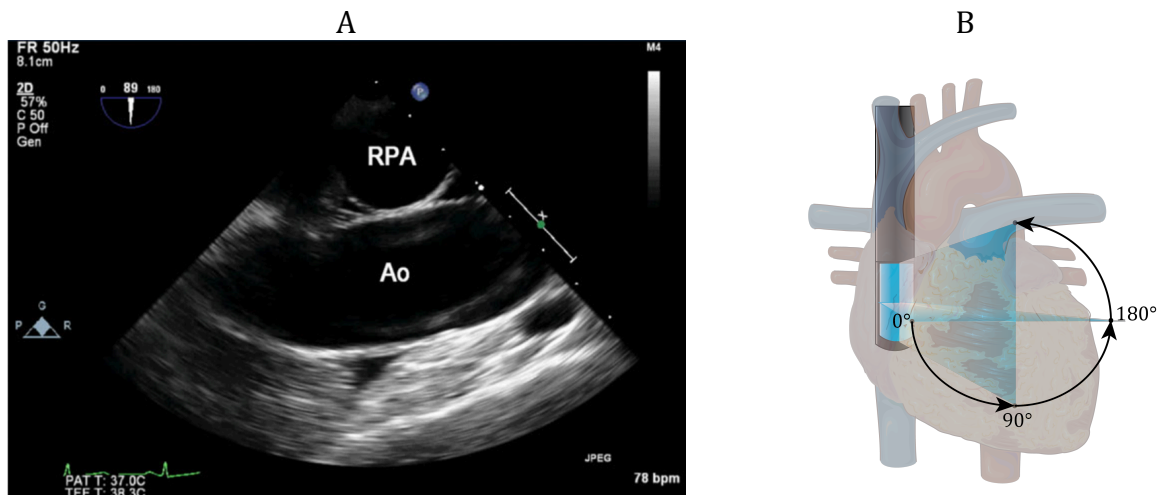 A
B
FR 50Hz
8.1cm
M4
2D
57%
C 50
P Off
Gen
0 89 180
P
RPA
x
Ao
G
P R
JPEG
PAT T: 37.0C
TEE T: 38.3C
78 bpm
0°
180°
90°